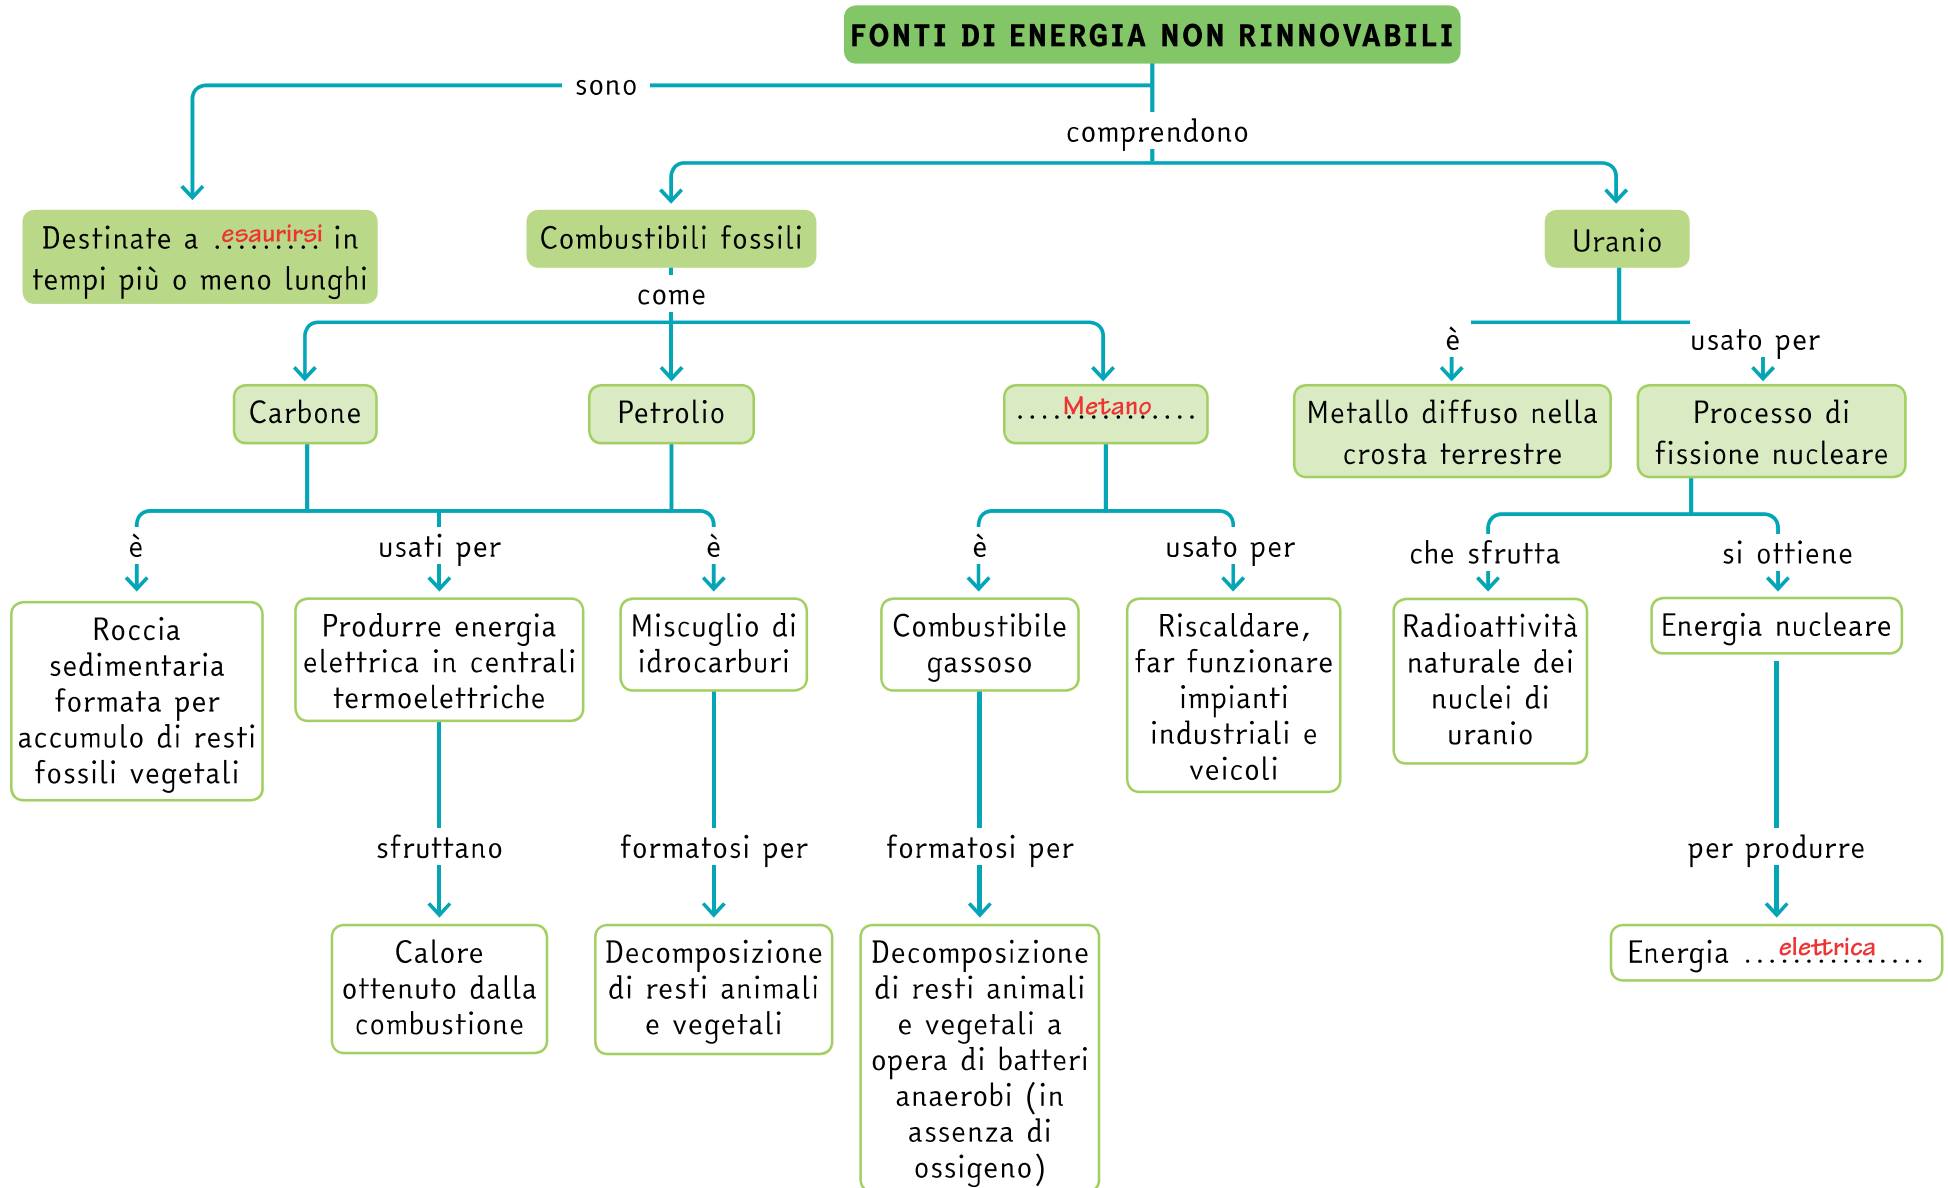 FONTI DI ENERGIA NON RINNOVABILI
sono
comprendono
Destinate a esaurirsi in
tempi più o meno lunghi
Combustibili fossili
Uranio
come
è
usato per
Carbone
Petrolio
Metano
Metallo diffuso nella
crosta terrestre
Processo di
fissione nucleare
è
usati per
è
è
usato per
che sfrutta
si ottiene
Roccia
sedimentaria
formata per
accumulo di resti
fossili vegetali
Produrre energia
elettrica in centrali
termoelettriche
Miscuglio di
idrocarburi
Combustibile
gassoso
Riscaldare,
far funzionare
impianti
industriali e
veicoli
Radioattività
naturale dei
nuclei di
uranio
Energia nucleare
sfruttano
formatosi per
formatosi per
per produrre
Calore
ottenuto dalla
combustione
Decomposizione
di resti animali
e vegetali
Decomposizione
di resti animali
e vegetali a
opera di batteri
anaerobi (in
assenza di
ossigeno)
Energia elettrica